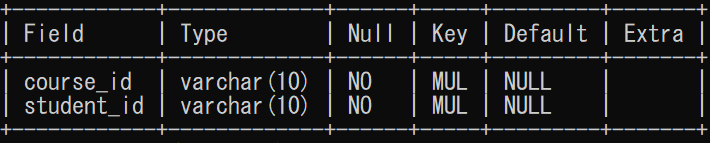 +------------+-------------+------+-----+---------+-------+
| Field      | Type        | Null | Key | Default | Extra |
+------------+-------------+------+-----+---------+-------+
| course_id  | varchar(10) | NO   | MUL | NULL    |       |
| student_id | varchar(10) | NO   | MUL | NULL    |       |
+------------+-------------+------+-----+---------+-------+